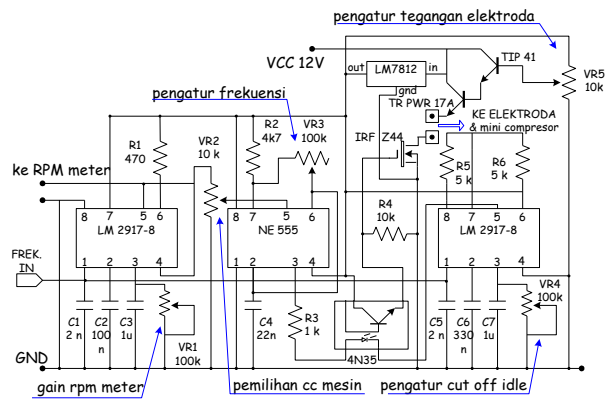 pengatur tegangan elektroda
VCC 12V
out
LM7812
in
gnd
TIP 41
VR5
10k
TR PWR 17A
pengatur frekuensi
KE ELEKTRODA
& mini compresor
IRF Z44
R1
470
VR2
10 k
R2
4k7
VR3
100k
R5
5 k
R6
5 k
ke RPM meter
R4
10k
8 7 5 6
LM 2917-8
1 2 3 4
8 7 5 6
NE 555
1 2 3 4
8 7 5 6
LM 2917-8
1 2 3 4
FREK.
IN
C1
2 n
C2
100
n
C3
1u
VR1
100k
C4
22n
R3
1 k
4N35
C5
2 n
C6
330
n
C7
1u
VR4
100k
GND
gain rpm meter
pemilihan cc mesin
pengatur cut off idle